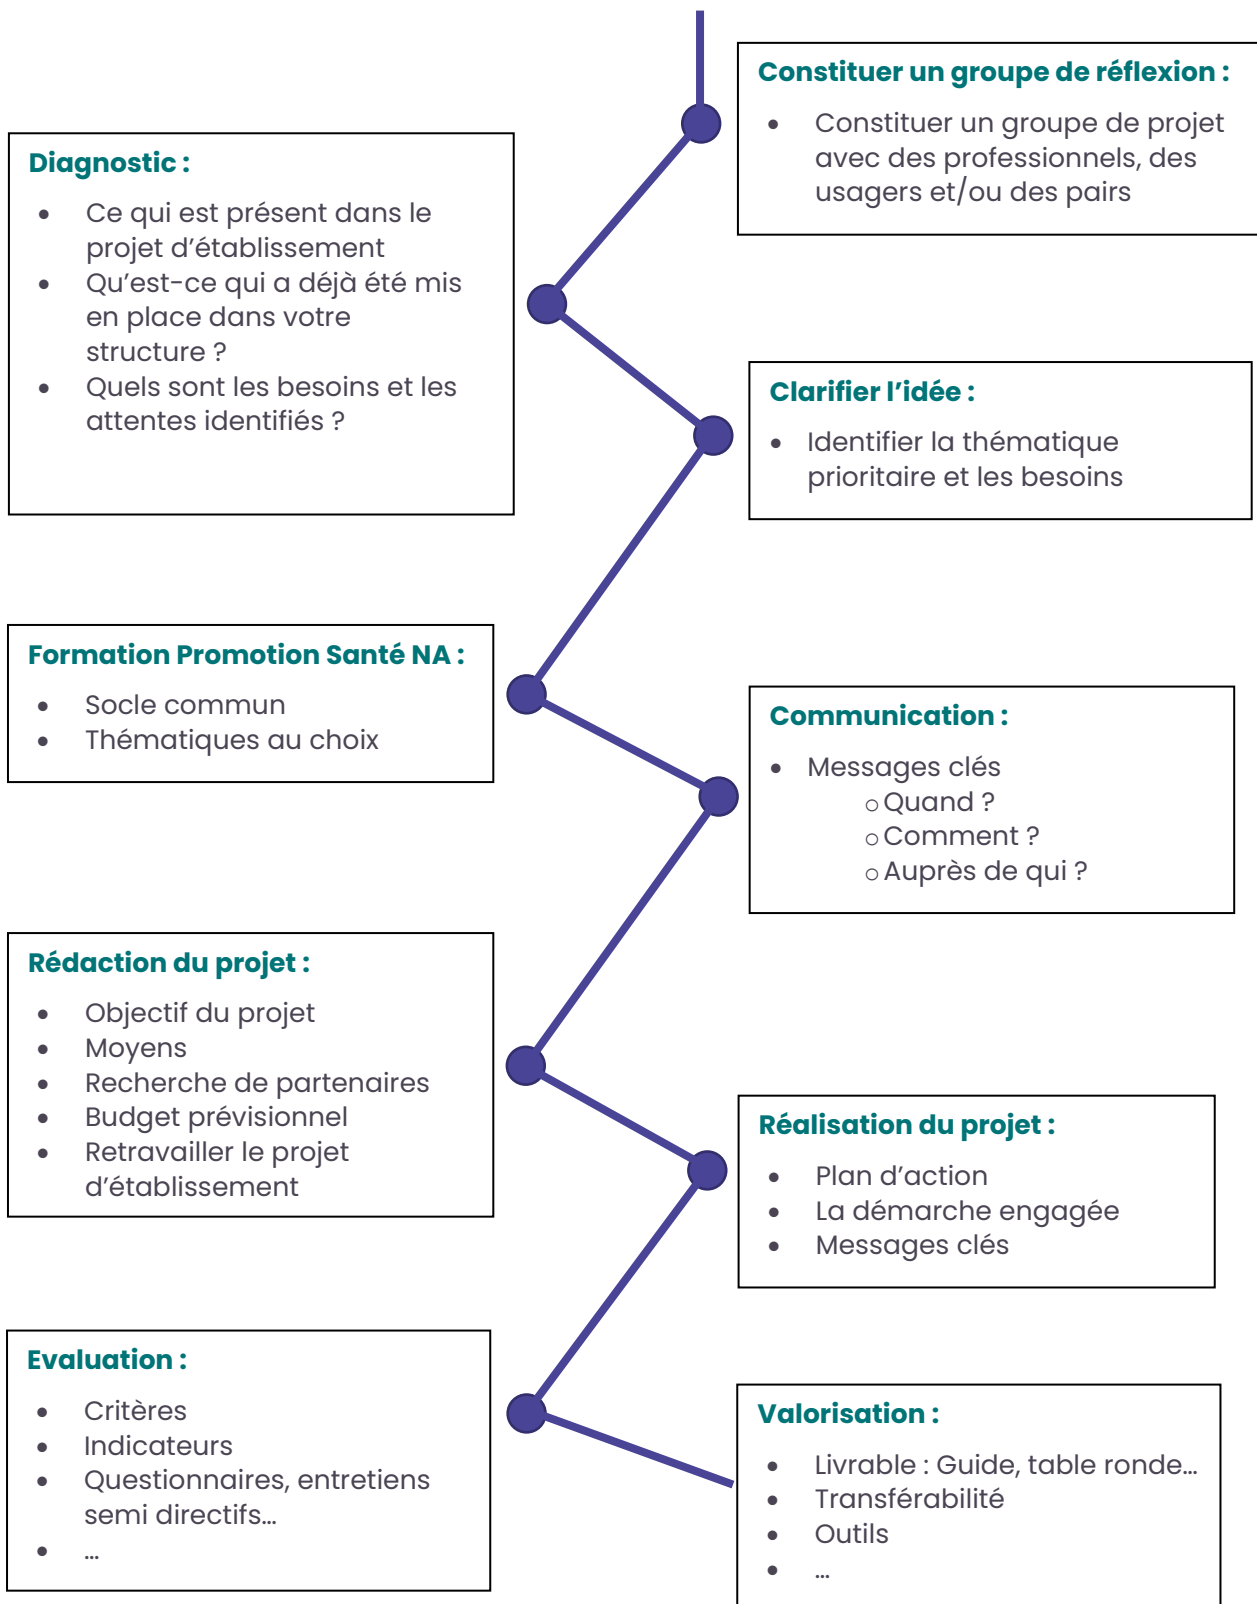 Constituer un groupe de réflexion :
• Constituer un groupe de projet
avec des professionnels, des
usagers et/ou des pairs
Diagnostic :
• Ce qui est présent dans le
projet d’établissement
• Qu’est-ce qui a déjà été mis
en place dans votre
structure ?
• Quels sont les besoins et les
attentes identifiés ?
Clarifier l’idée :
• Identifier la thématique
prioritaire et les besoins
Formation Promotion Santé NA :
• Socle commun
• Thématiques au choix
Communication :
• Messages clés
o Quand ?
o Comment ?
o Auprès de qui ?
Rédaction du projet :
• Objectif du projet
• Moyens
• Recherche de partenaires
• Budget prévisionnel
• Retravailler le projet
d’établissement
Réalisation du projet :
• Plan d’action
• La démarche engagée
• Messages clés
Evaluation :
• Critères
• Indicateurs
• Questionnaires, entretiens
semi directifs…
• …
Valorisation :
• Livrable : Guide, table ronde…
• Transférabilité
• Outils
• …